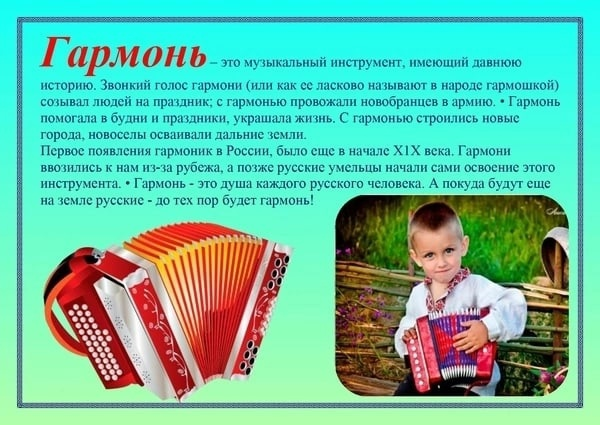 Гармонь – это музыкальный инструмент, имеющий давнюю
историю. Звонкий голос гармони (или как ее ласково называют в народе гармошкой)
созывал людей на праздник; с гармонью провожали новобранцев в армию. • Гармонь
помогала в будни и праздники, украшала жизнь. С гармонью строились новые
города, новоселы осваивали дальние земли.
Первое появления гармоник в России, было еще в начале X1X века. Гармони
ввозились к нам из-за рубежа, а позже русские умельцы начали сами освоение этого
инструмента. • Гармонь - это душа каждого русского человека. А покуда будут еще
на земле русские - до тех пор будет гармонь!